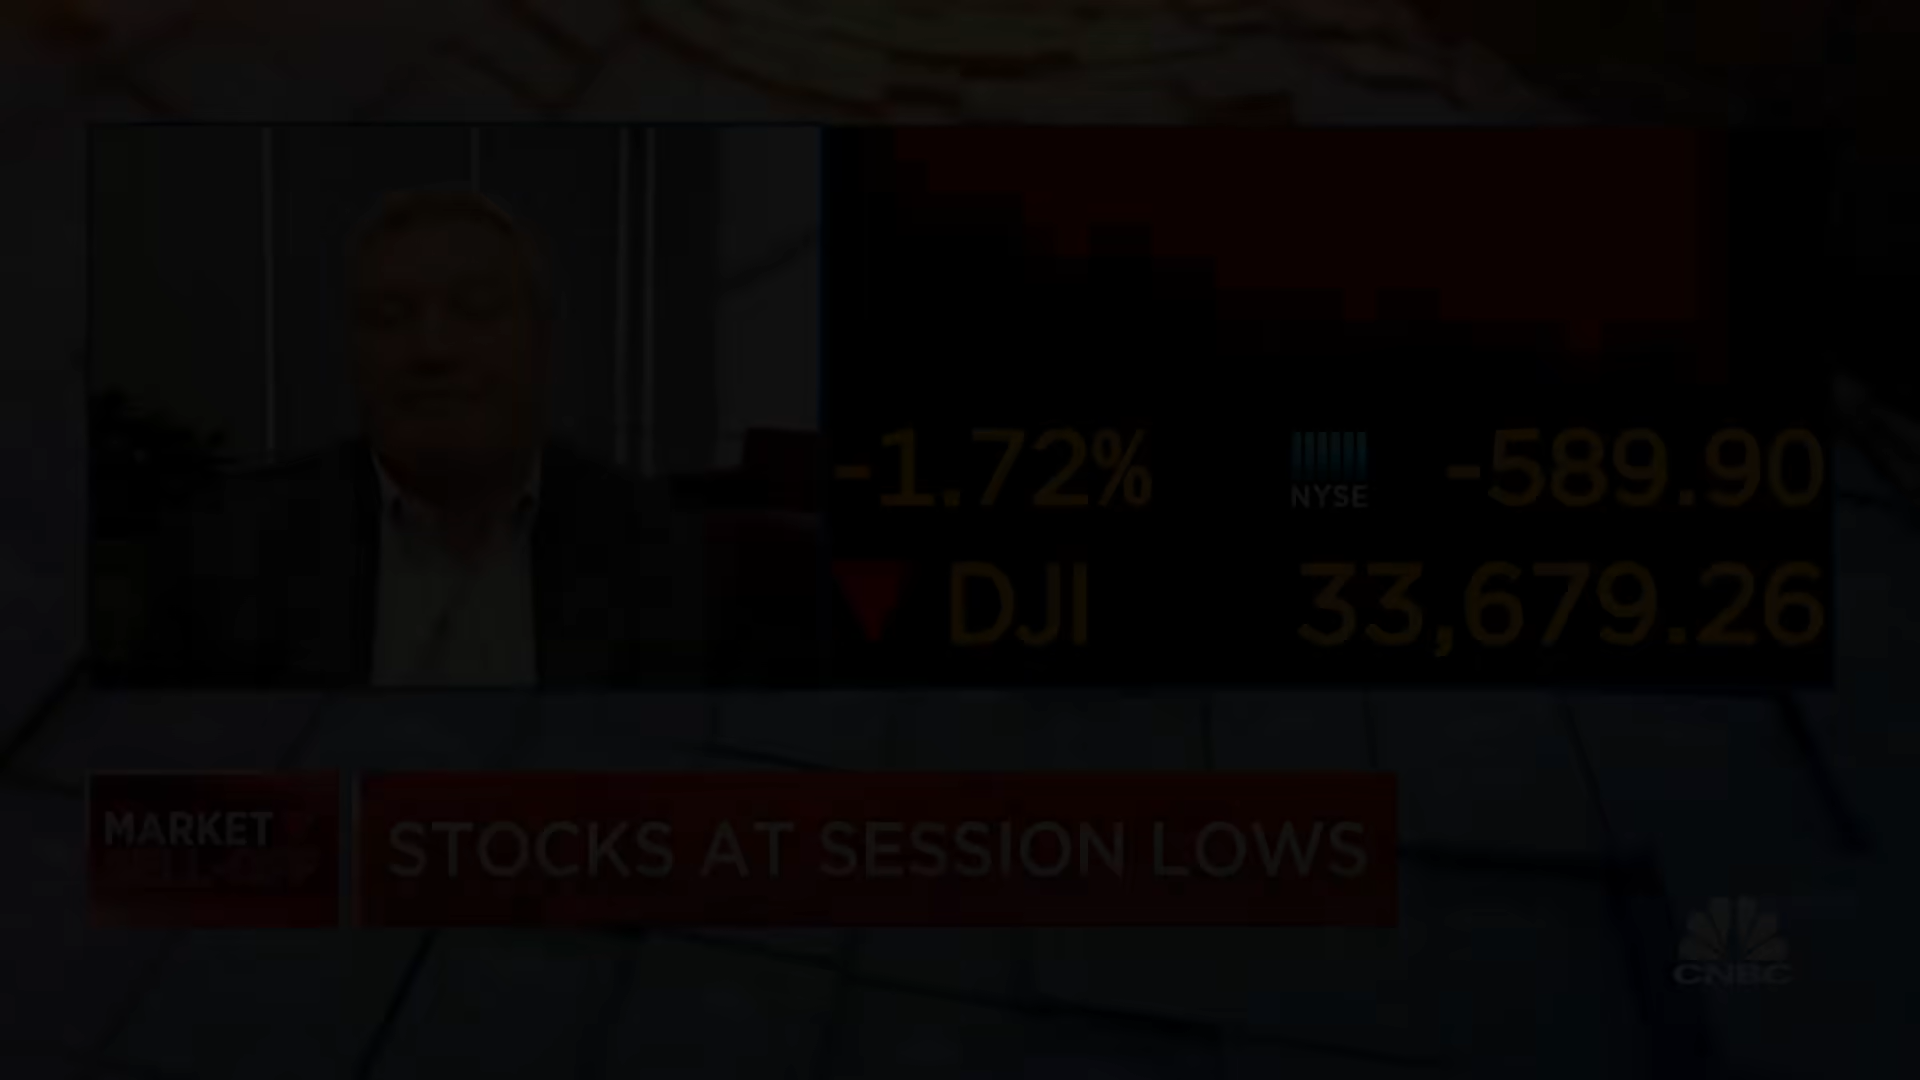 -1.72%
NYSE
-589.90
DJI
33,679.26
MARKET
STOCKS AT SESSION LOWS
CNBC